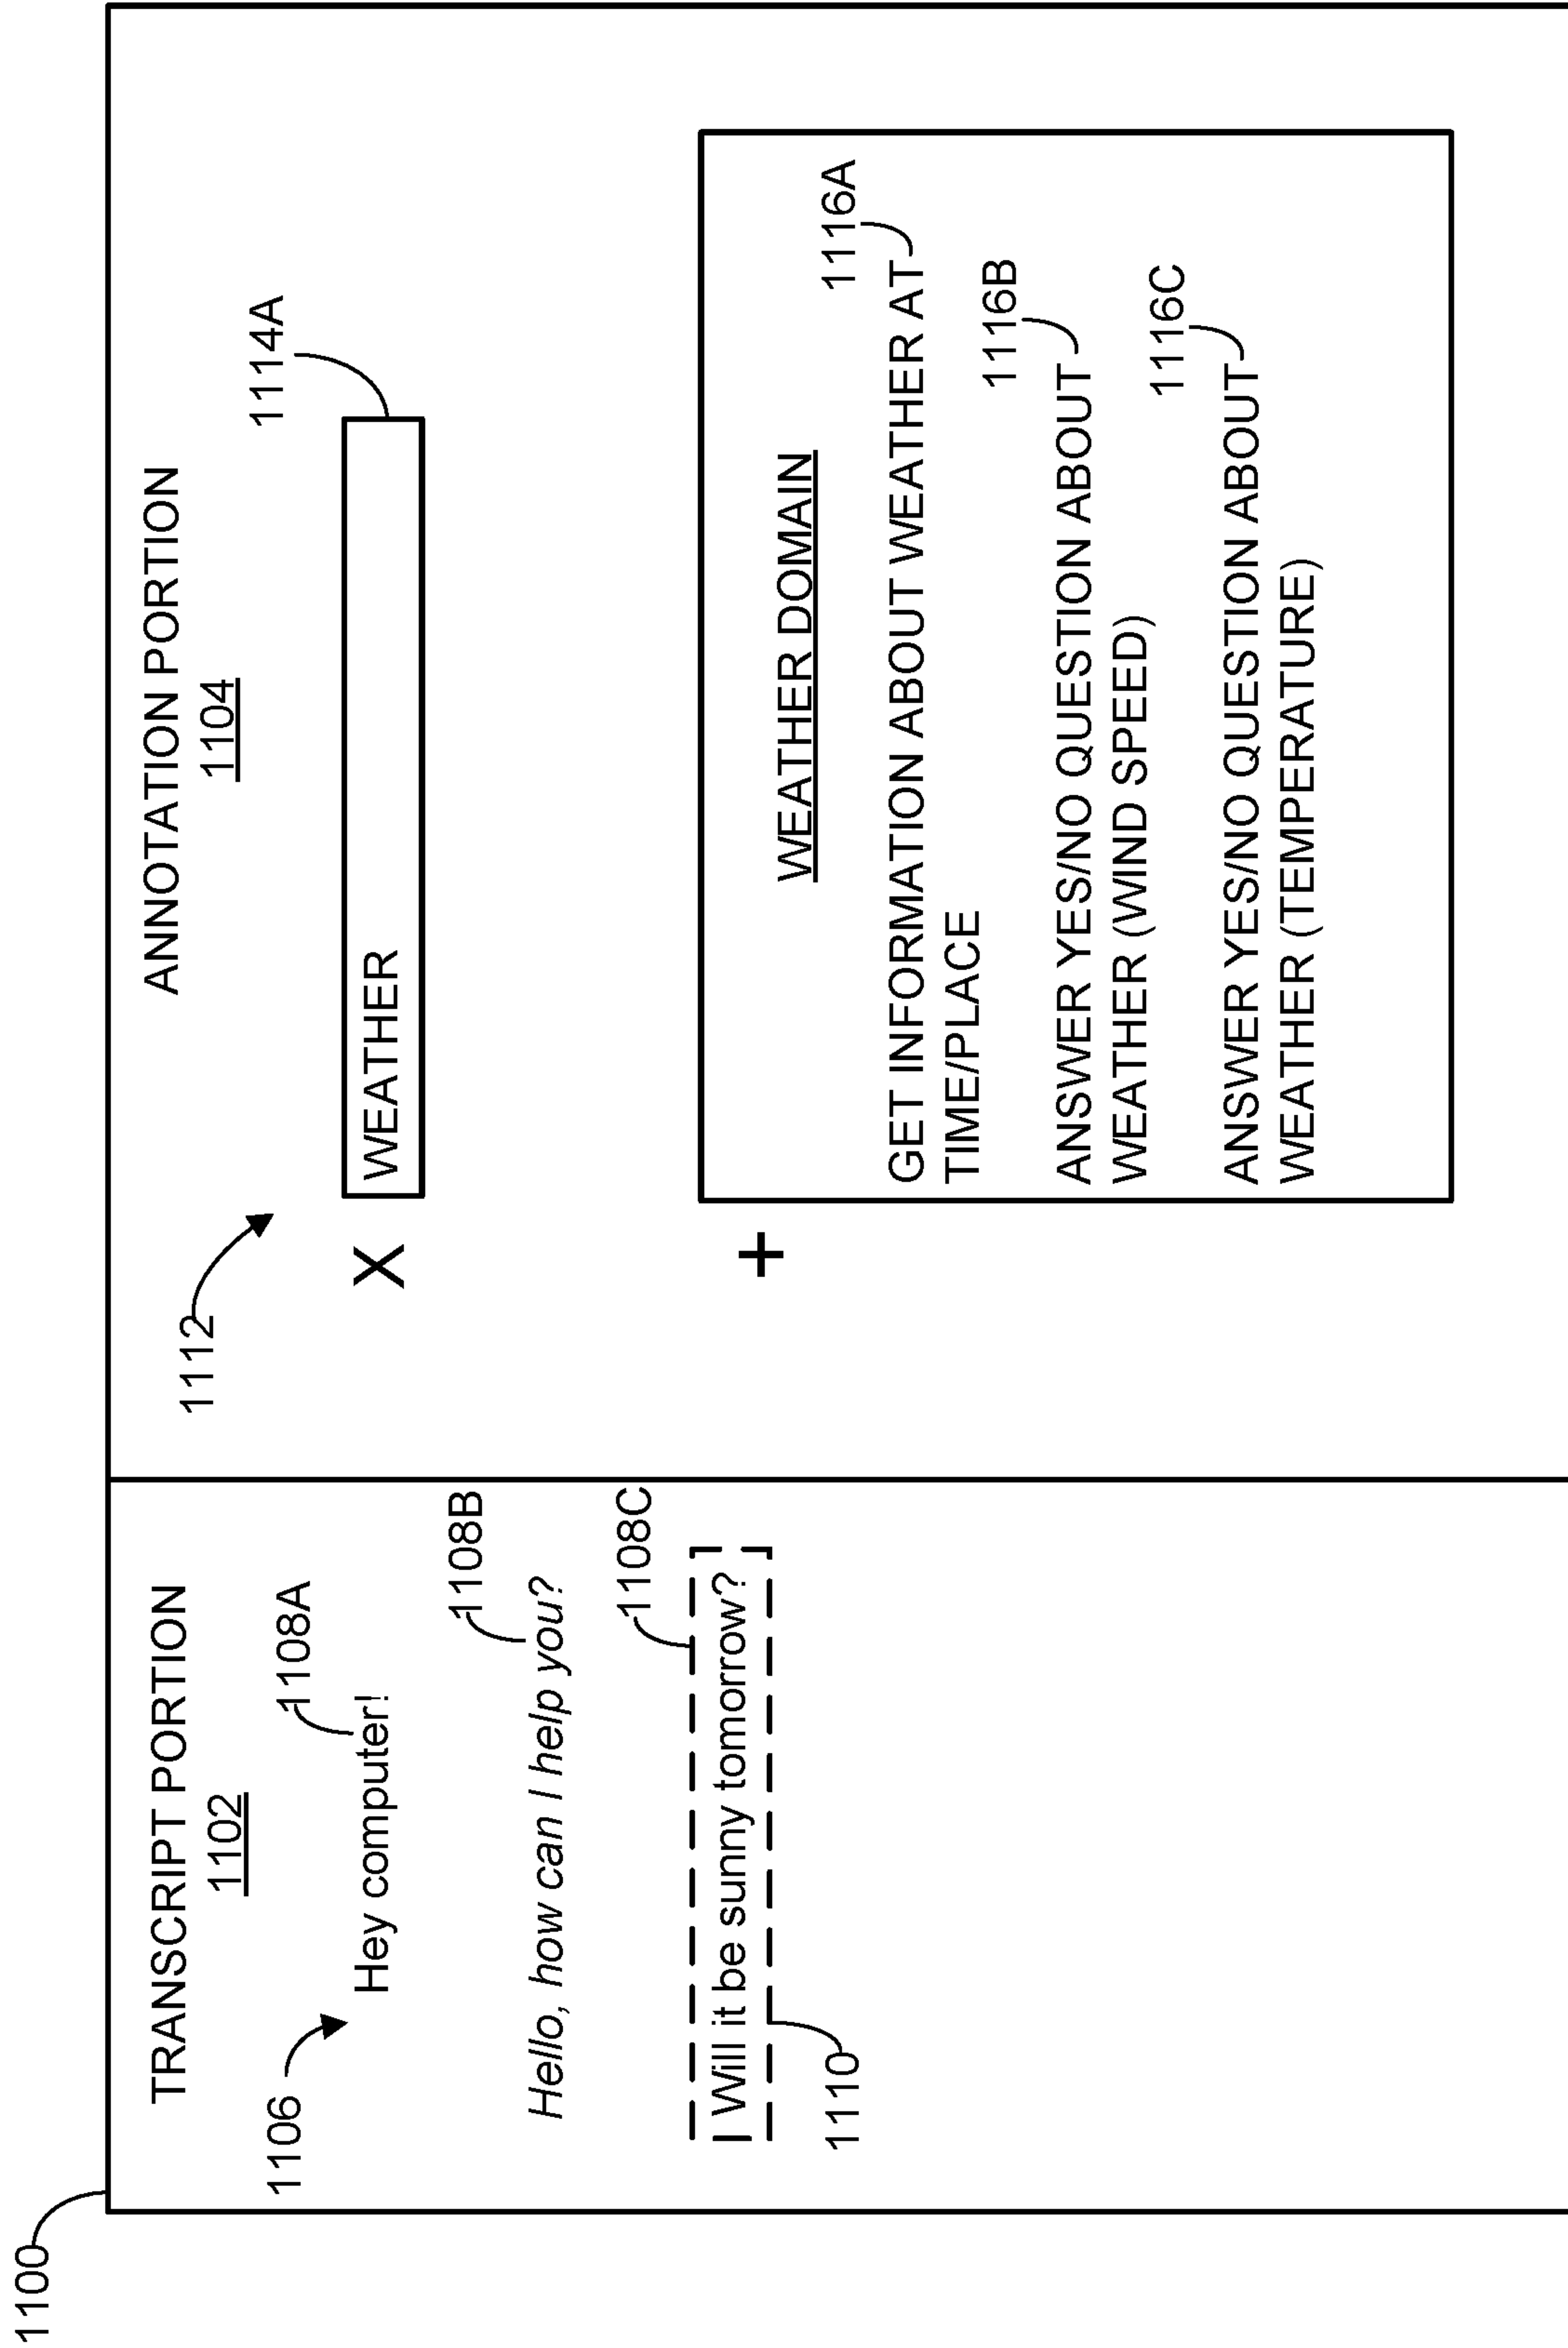 1100
TRANSCRIPT PORTION
1102
1106
1108A
Hey computer!
1108B
Hello, how can I help you?
1108C
Will it be sunny tomorrow?
1110
ANNOTATION PORTION
1104
1112
1114A
X
WEATHER
+
WEATHER DOMAIN
1116A
GET INFORMATION ABOUT WEATHER AT
TIME/PLACE
1116B
ANSWER YES/NO QUESTION ABOUT
WEATHER (WIND SPEED)
1116C
ANSWER YES/NO QUESTION ABOUT
WEATHER (TEMPERATURE)